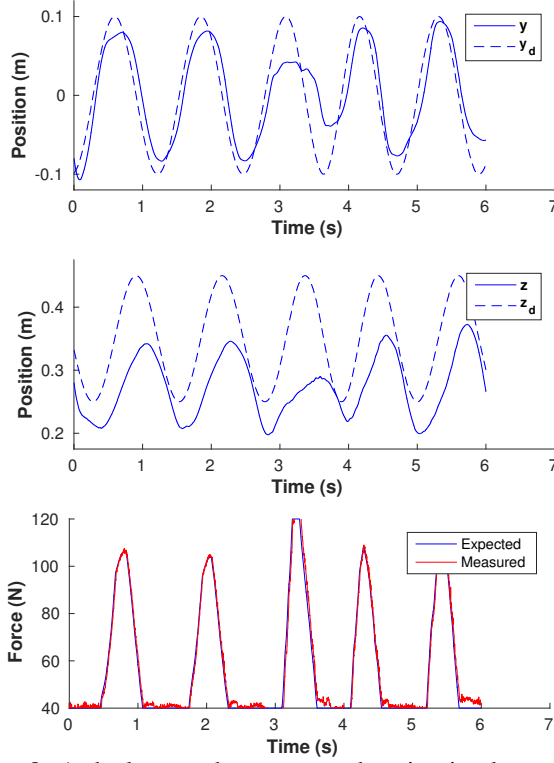 0.1
0
-0.1
Position (m)
0 1 2 3 4 5 6 7
Time (s)
y
y_d
0.4
0.3
0.2
Position (m)
0 1 2 3 4 5 6 7
Time (s)
z
z_d
120
100
80
60
40
Force (N)
0 1 2 3 4 5 6 7
Time (s)
Expected
Measured